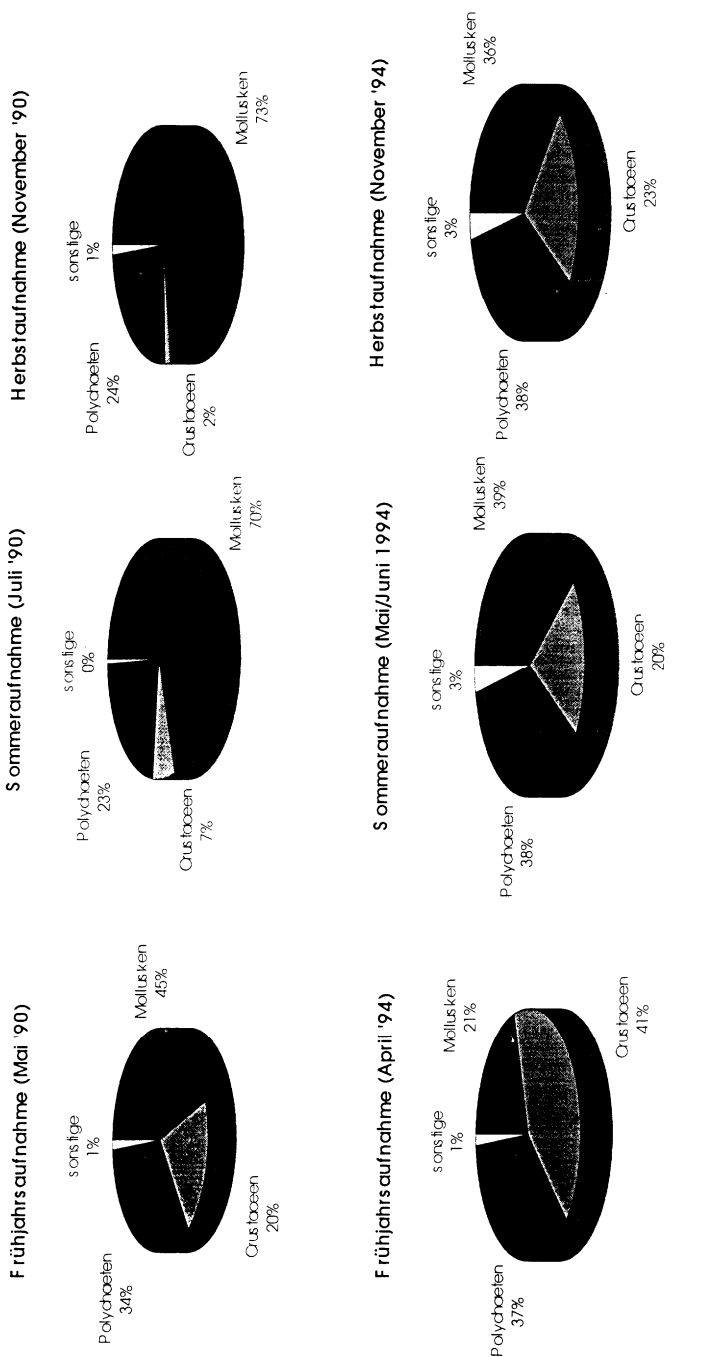 Frühjahrsaufnahme (Mai '90)
sonstige
1%
Mollusken
45%
Polychaeten
34%
Crustaceen
20%
Sommeraufnahme (Juli '90)
sonstige
0%
Mollusken
70%
Polychaeten
23%
Crustaceen
7%
Herbstaufnahme (November '90)
sonstige
1%
Mollusken
73%
Polychaeten
24%
Crustaceen
2%
Frühjahrsaufnahme (April '94)
sonstige
1%
Mollusken
21%
Polychaeten
37%
Crustaceen
41%
Sommeraufnahme (Mai/Juni 1994)
sonstige
3%
Mollusken
39%
Polychaeten
38%
Crustaceen
20%
Herbstaufnahme (November '94)
sonstige
3%
Mollusken
36%
Polychaeten
38%
Crustaceen
23%